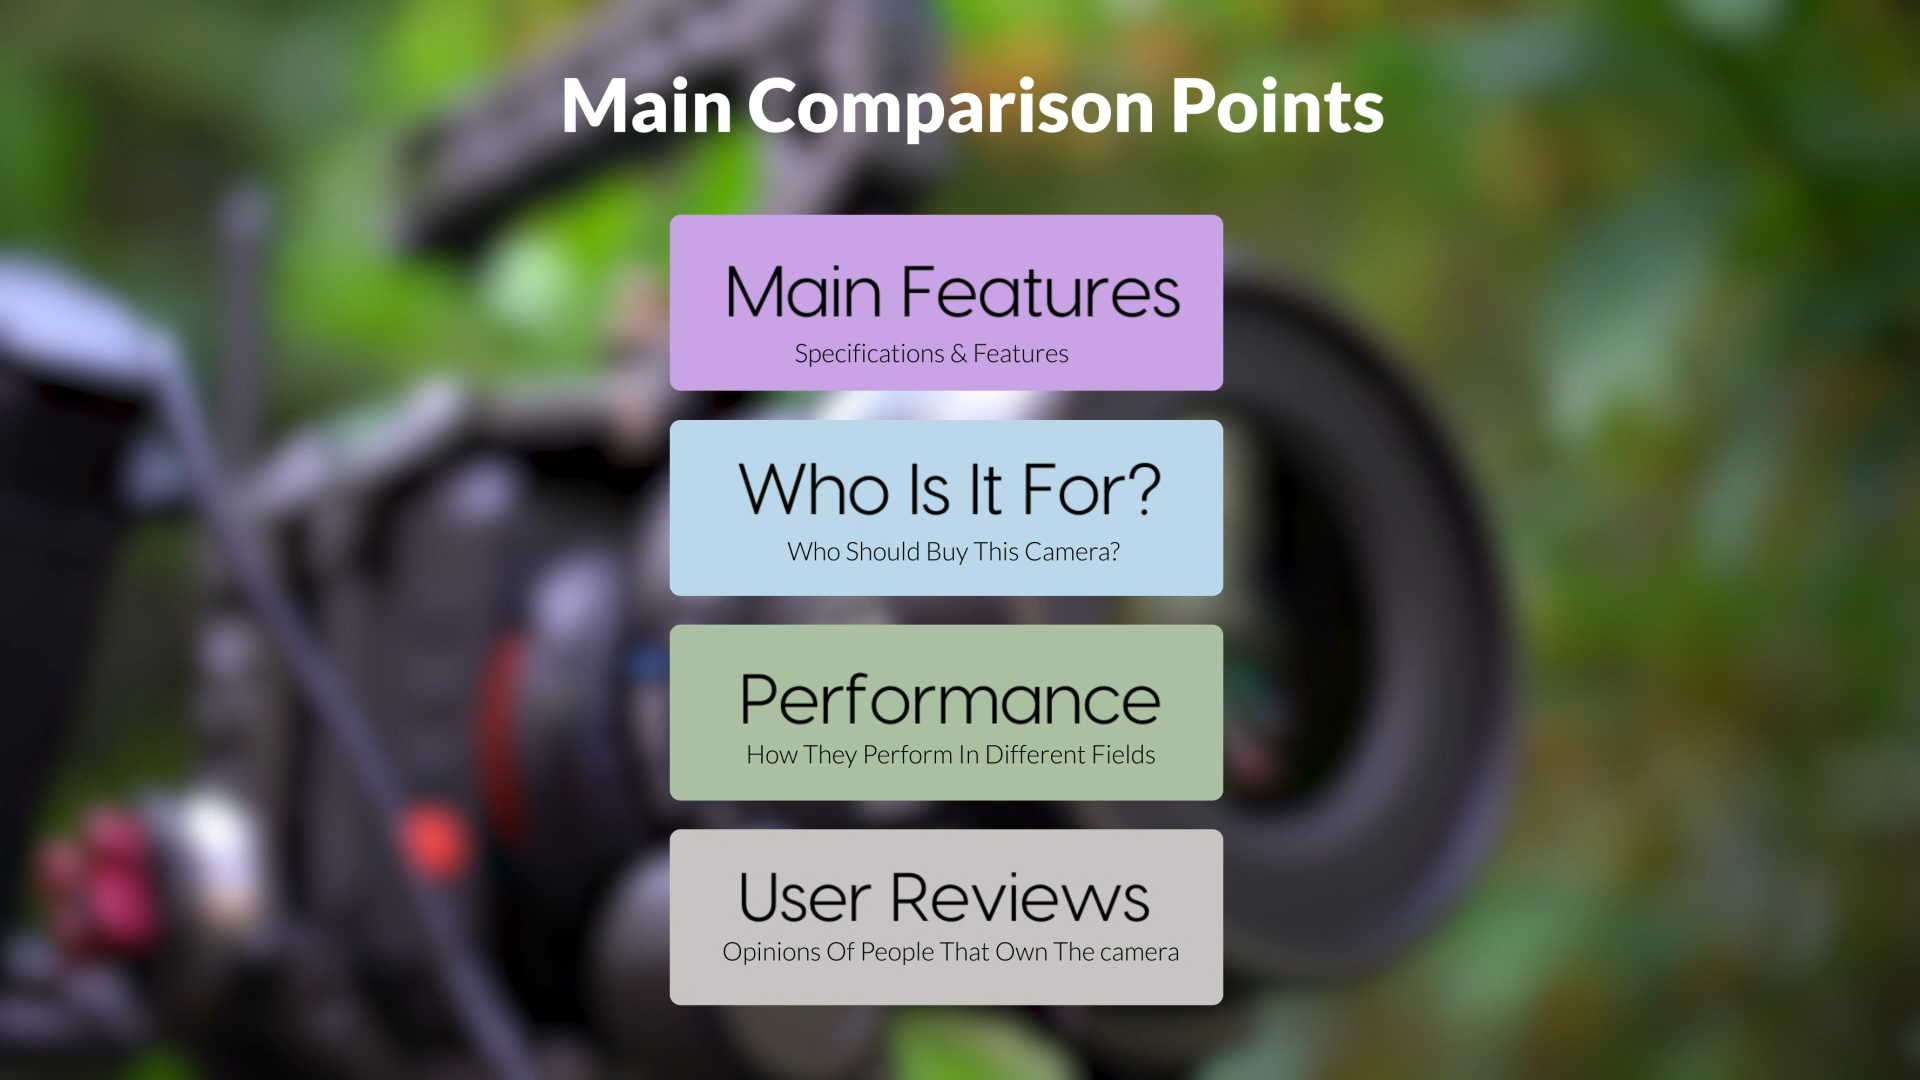 Main Comparison Points
Main Features
Specifications & Features
Who Is It For?
Who Should Buy This Camera?
Performance
How They Perform In Different Fields
User Reviews
Opinions Of People That Own The camera